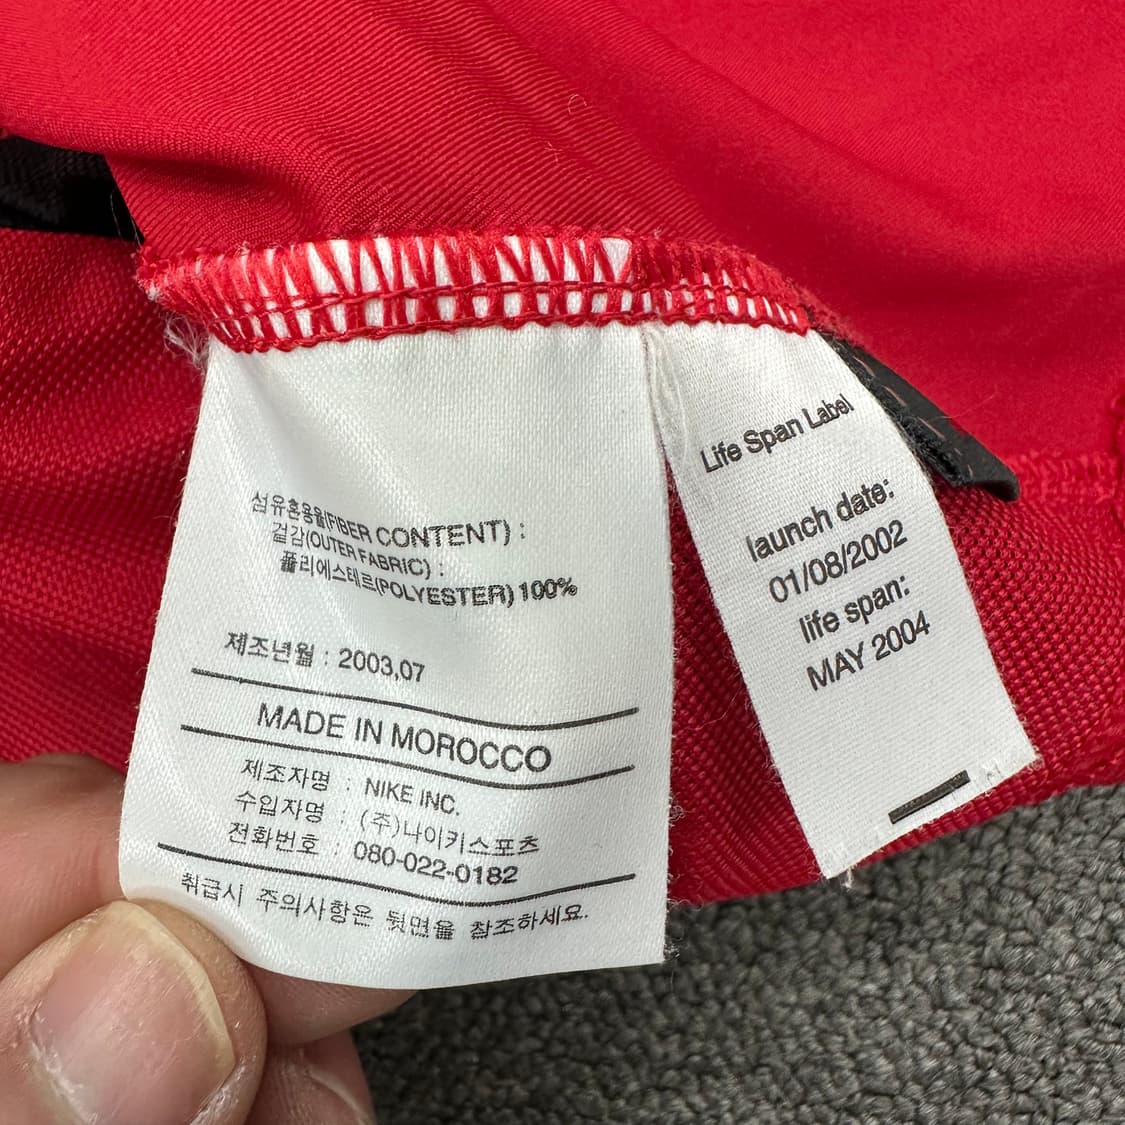 섬유혼용율(FIBER CONTENT) :
겉감(OUTER FABRIC) :
폴리에스테르(POLYESTER) 100%
제조년월 : 2003,07
MADE IN MOROCCO
제조자명 : NIKE INC.
수입자명 : (주)나이키스포츠
전화번호 : 080-022-0182
취급시 주의사항은 뒷면을 참조하세요.
Life Span Label
launch date:
01/08/2002
life span:
MAY 2004